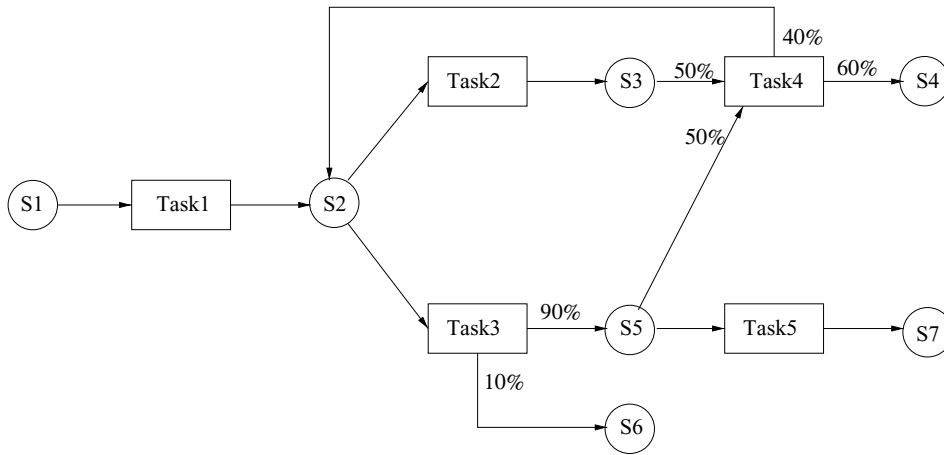 40%
Task2
S3
50%
Task4
60%
S4
50%
S1
Task1
S2
Task3
90%
S5
Task5
S7
10%
S6